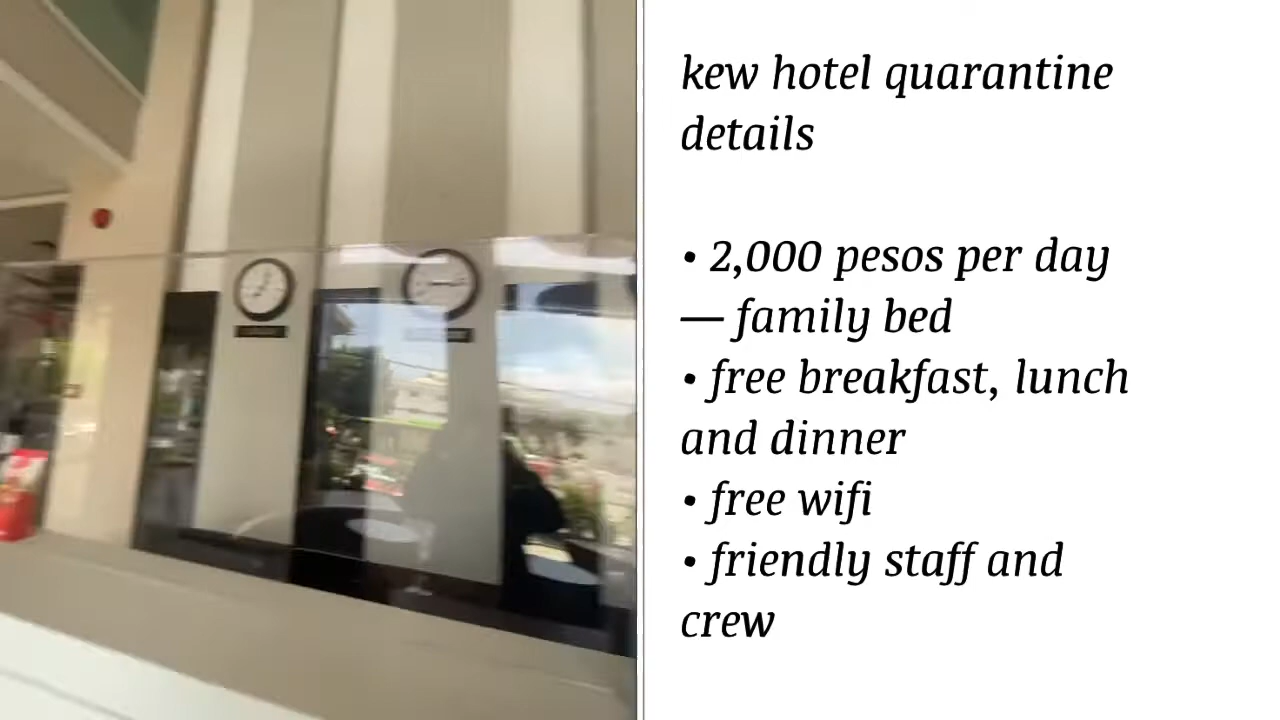 kew hotel quarantine
details
• 2,000 pesos per day
— family bed
• free breakfast, lunch
and dinner
• free wifi
• friendly staff and
crew